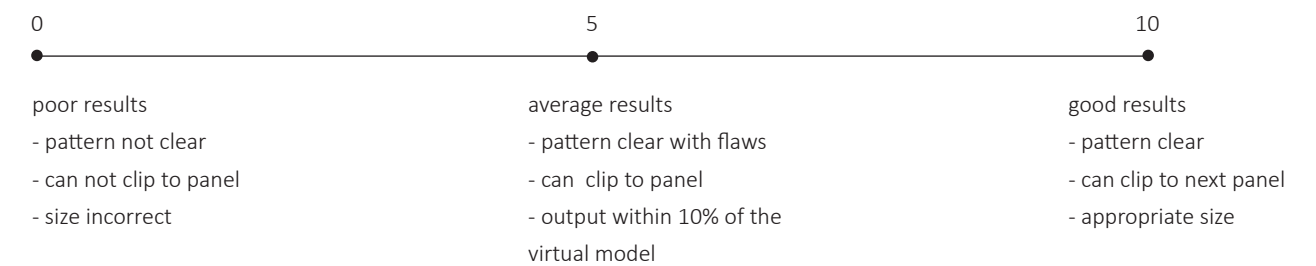 0 5 10
poor results average results good results
- pattern not clear - pattern clear with flaws - pattern clear
- can not clip to panel - can clip to panel - can clip to next panel
- size incorrect - output within 10% of the - appropriate size
virtual model